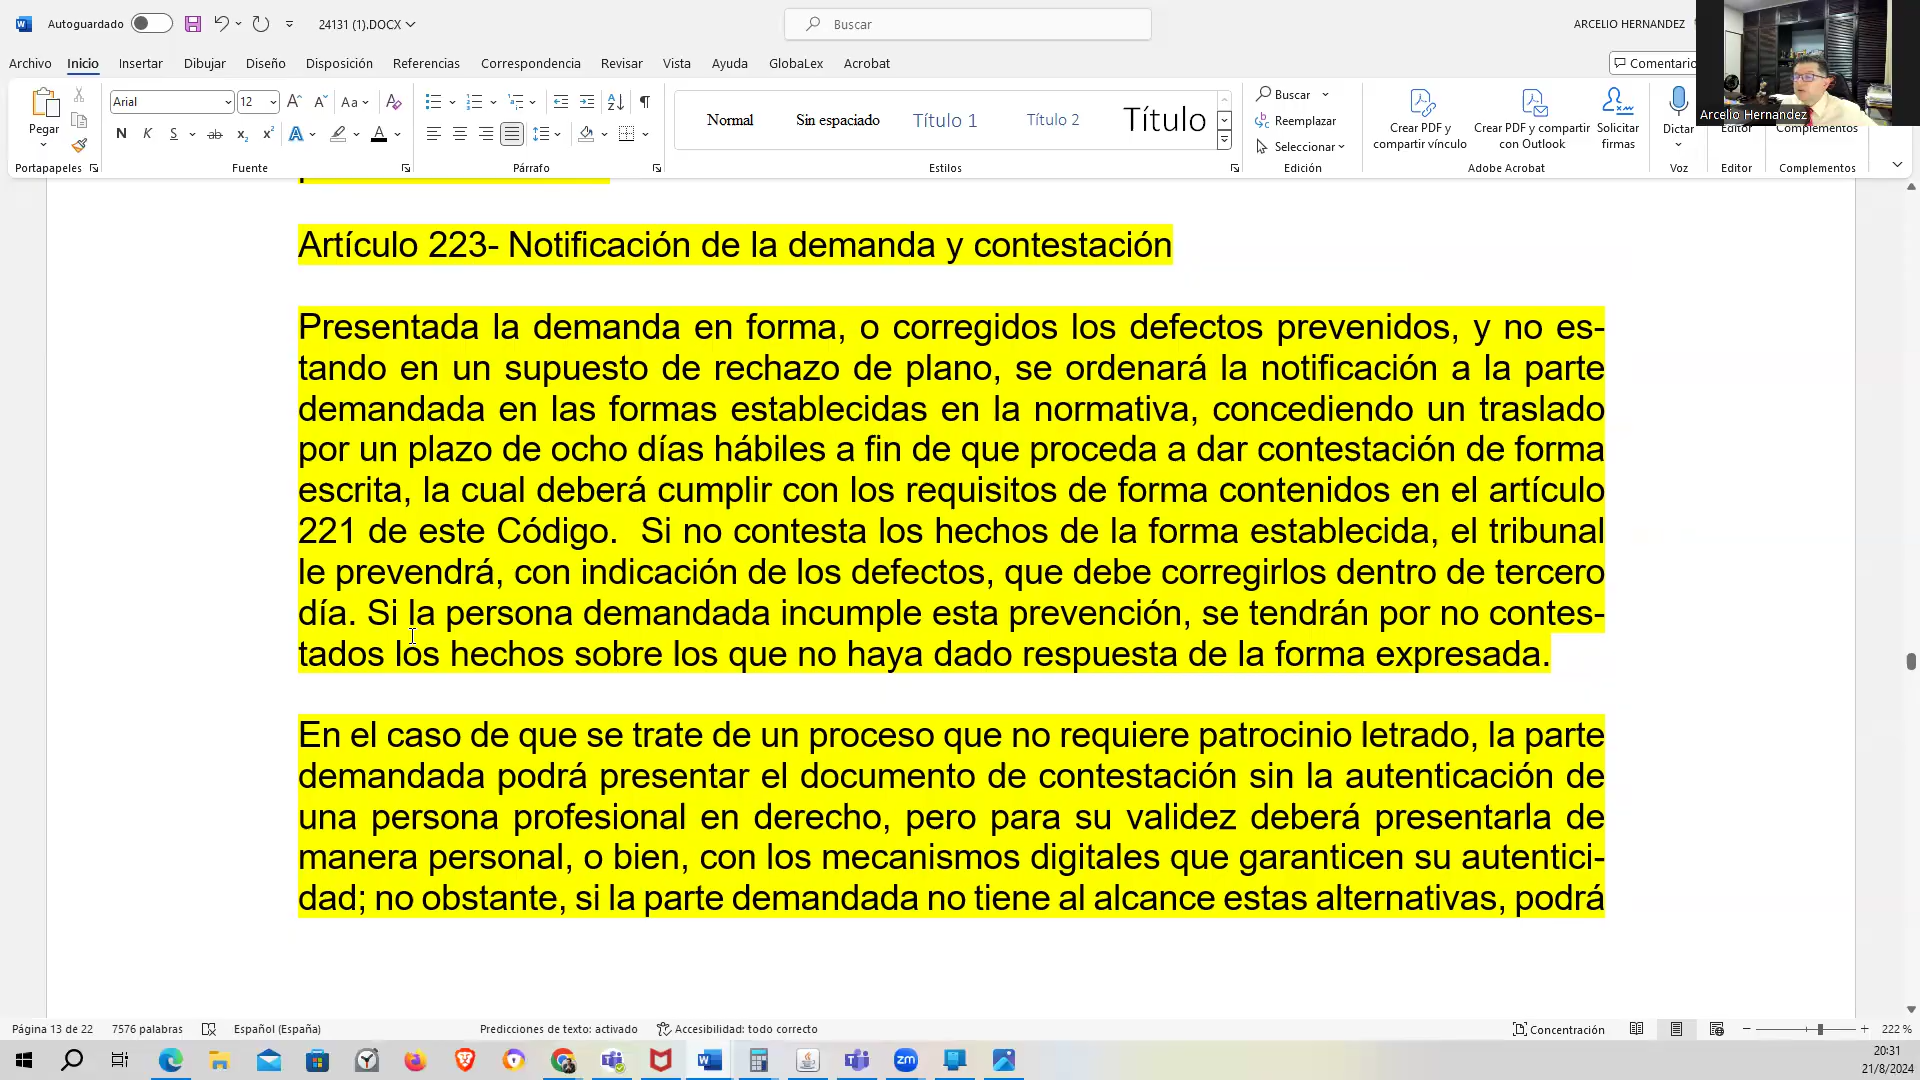 Autoguardado
24131 (1).DOCX
Buscar
ARCELIO HERNANDEZ
Archivo Inicio Insertar Dibujar Diseño Disposición Referencias Correspondencia Revisar Vista Ayuda GlobaLex Acrobat
Comentario
Pegar
Portapapeles
Arial 12
N K S
Fuente
Párrafo
Normal Sin espaciado Título 1 Título 2 Título
Estilos
Buscar
Reemplazar
Seleccionar
Edición
Crear PDF y
compartir vínculo
Crear PDF y compartir
con Outlook
Solicitar
firmas
Adobe Acrobat
Dictar
Voz
Editor
Editor
Complementos
Complementos
Arcelio Hernandez
Artículo 223- Notificación de la demanda y contestación
Presentada la demanda en forma, o corregidos los defectos prevenidos, y no es-
tando en un supuesto de rechazo de plano, se ordenará la notificación a la parte
demandada en las formas establecidas en la normativa, concediendo un traslado
por un plazo de ocho días hábiles a fin de que proceda a dar contestación de forma
escrita, la cual deberá cumplir con los requisitos de forma contenidos en el artículo
221 de este Código.  Si no contesta los hechos de la forma establecida, el tribunal
le prevendrá, con indicación de los defectos, que debe corregirlos dentro de tercero
día. Si la persona demandada incumple esta prevención, se tendrán por no contes-
tados los hechos sobre los que no haya dado respuesta de la forma expresada.
En el caso de que se trate de un proceso que no requiere patrocinio letrado, la parte
demandada podrá presentar el documento de contestación sin la autenticación de
una persona profesional en derecho, pero para su validez deberá presentarla de
manera personal, o bien, con los mecanismos digitales que garanticen su autentici-
dad; no obstante, si la parte demandada no tiene al alcance estas alternativas, podrá
Página 13 de 22 7576 palabras Español (España) Predicciones de texto: activado Accesibilidad: todo correcto Concentración 222 %
20:31
21/8/2024